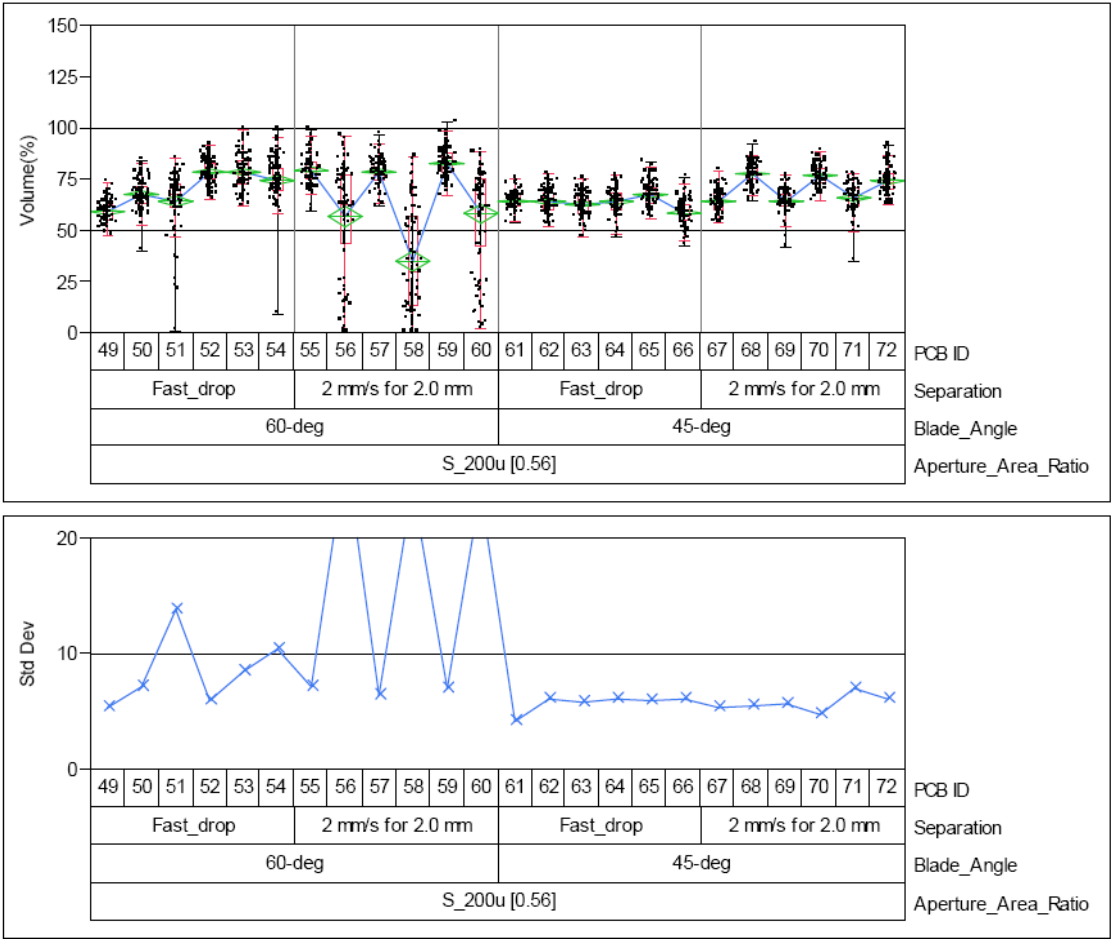 150
125
100
75
50
25
0
Volume(%)
49 50 51 52 53 54 55 56 57 58 59 60 61 62 63 64 65 66 67 68 69 70 71 72 PCB ID
Fast_drop 2 mm/s for 2.0 mm Fast_drop 2 mm/s for 2.0 mm Separation
60-deg 45-deg Blade_Angle
S_200u [0.56] Aperture_Area_Ratio
20
10
0
Std Dev
49 50 51 52 53 54 55 56 57 58 59 60 61 62 63 64 65 66 67 68 69 70 71 72 PCB ID
Fast_drop 2 mm/s for 2.0 mm Fast_drop 2 mm/s for 2.0 mm Separation
60-deg 45-deg Blade_Angle
S_200u [0.56] Aperture_Area_Ratio